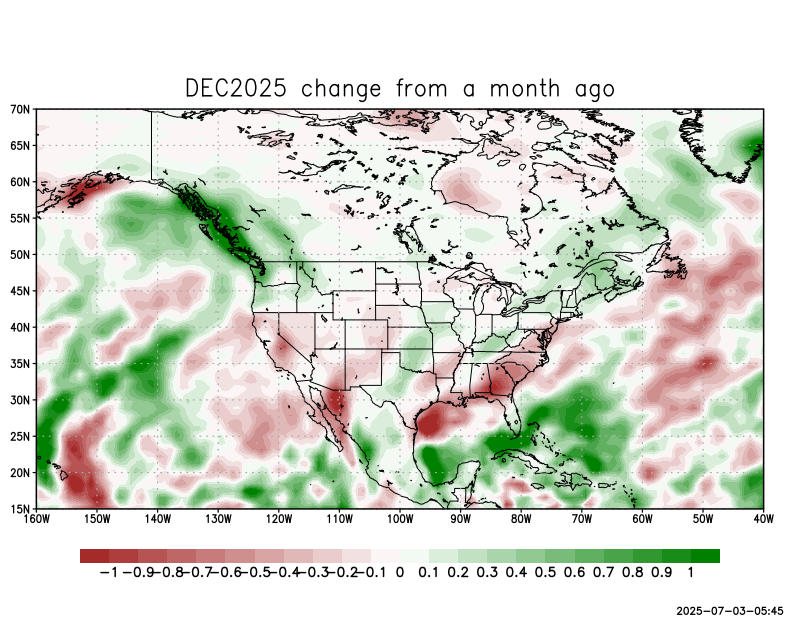 DEC2025 change from a month ago
70N
65N
60N
55N
50N
45N
40N
35N
30N
25N
20N
15N
160W 150W 140W 130W 120W 110W 100W 90W 80W 70W 60W 50W 40W
-1 -0.9 -0.8 -0.7 -0.6 -0.5 -0.4 -0.3 -0.2 -0.1 0 0.1 0.2 0.3 0.4 0.5 0.6 0.7 0.8 0.9 1
2025-07-03-05:45